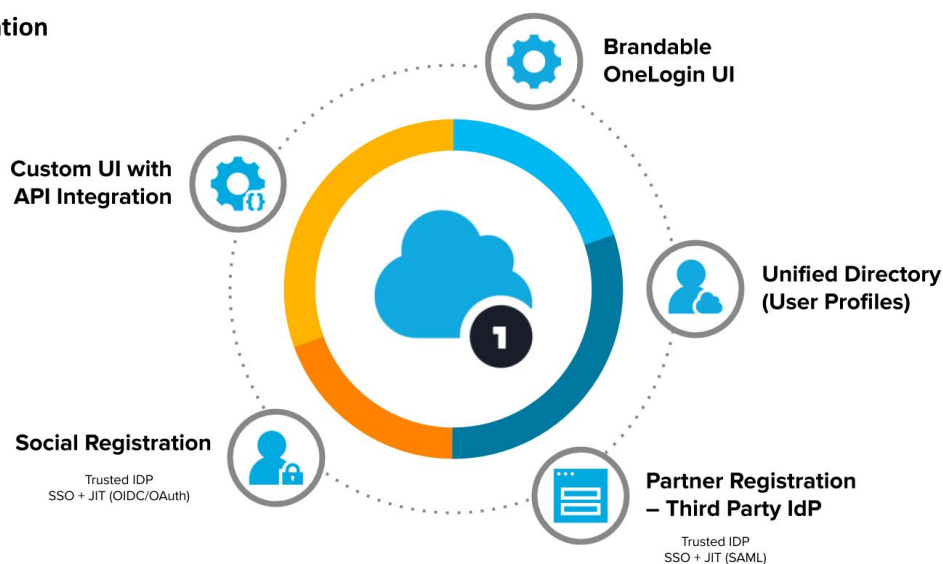 ation
Brandable
OneLogin UI
Custom UI with
API Integration
{}
Unified Directory
(User Profiles)
1
Social Registration
Trusted IDP
SSO + JIT (OIDC/OAuth)
Partner Registration
– Third Party IdP
Trusted IDP
SSO + JIT (SAML)